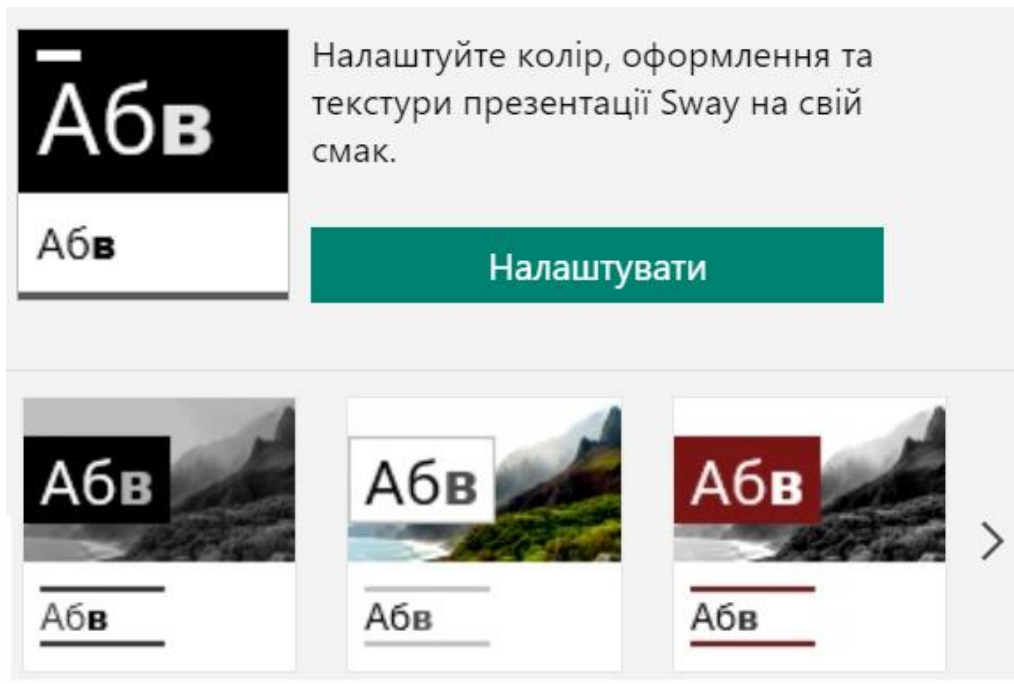 Абв
Абв
Налаштуйте колір, оформлення та
текстури презентації Sway на свій
смак.
Налаштувати
Абв
Абв
Абв
Абв
Абв
Абв